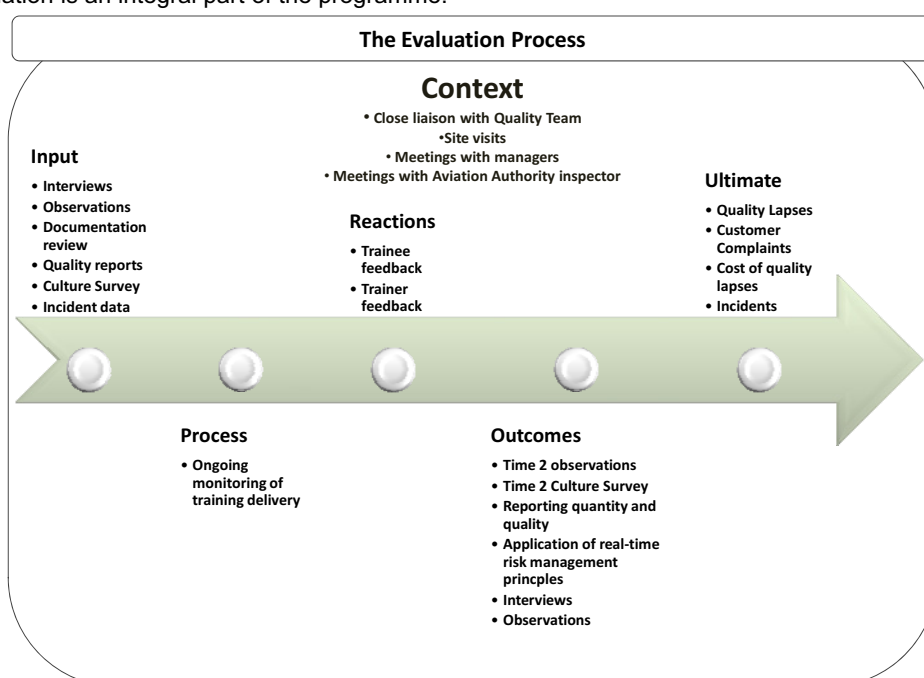 ation is an integral part of the programme.
The Evaluation Process
Context
• Close liaison with Quality Team
•Site visits
• Meetings with managers
• Meetings with Aviation Authority inspector
Input
• Interviews
• Observations
• Documentation
review
• Quality reports
• Culture Survey
• Incident data
Reactions
• Trainee
feedback
• Trainer
feedback
Ultimate
• Quality Lapses
• Customer
Complaints
• Cost of quality
lapses
• Incidents
Process
• Ongoing
monitoring of
training delivery
Outcomes
• Time 2 observations
• Time 2 Culture Survey
• Reporting quantity and
quality
• Application of real-time
risk management
princples
• Interviews
• Observations